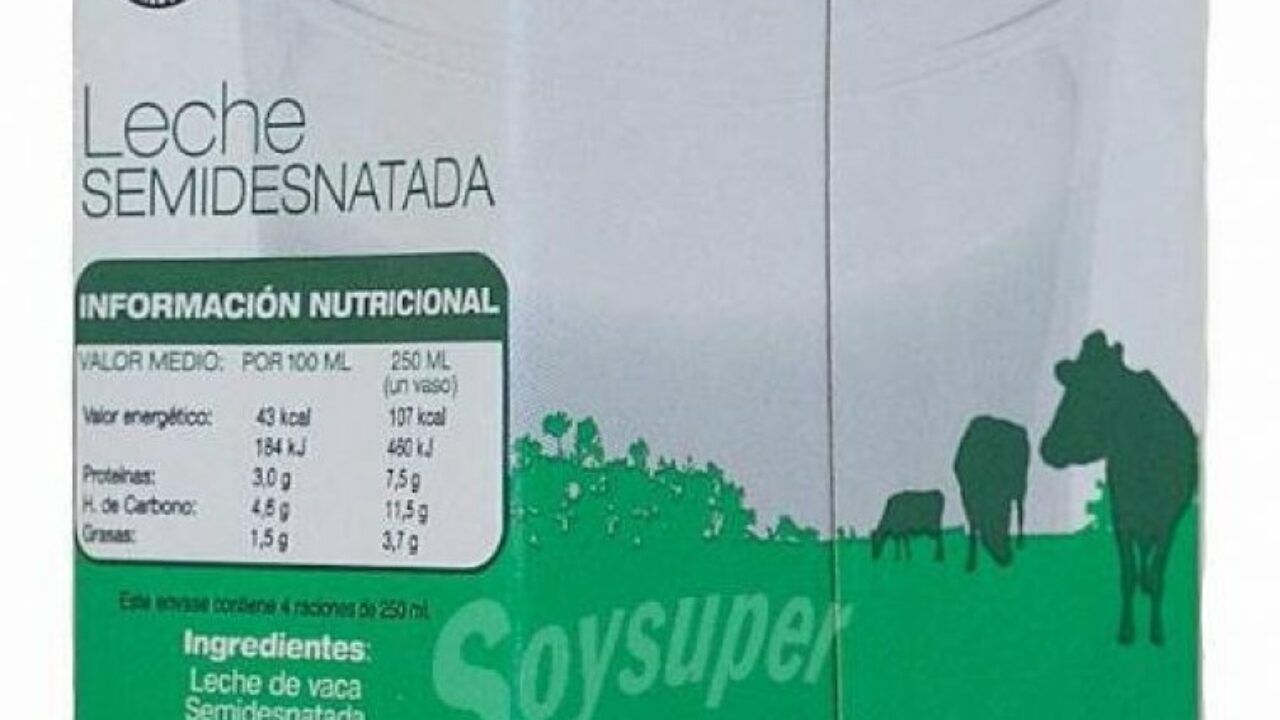 Leche
SEMIDESNATADA
INFORMACIÓN NUTRICIONAL
VALOR MEDIO: POR 100 ML 250 ML
(un vaso)
Valor energético: 43 kcal 107 kcal
184 kJ 460 kJ
Proteínas: 3,0 g 7,5 g
H. de Carbono: 4,6 g 11,5 g
Grasas: 1,5 g 3,7 g
Este envase contiene 4 raciones de 250 ml.
Ingredientes:
Leche de vaca
Semidesnatada
Soysuper